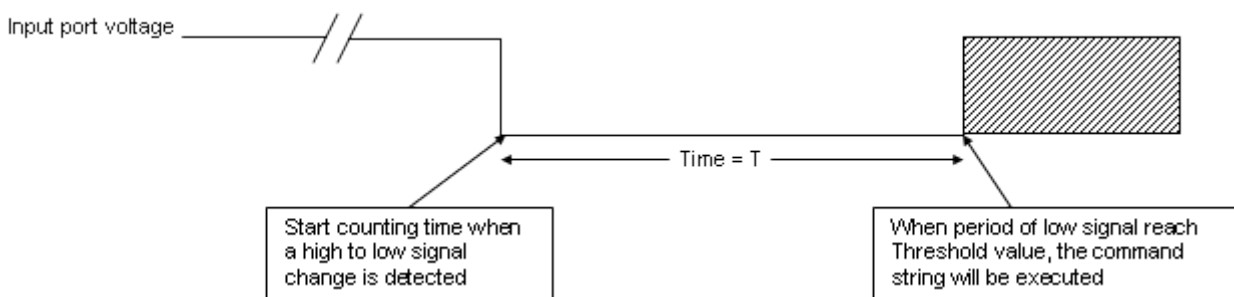 Input port voltage
Time = T
Start counting time when
a high to low signal
change is detected
When period of low signal reach
Threshold value, the command
string will be executed